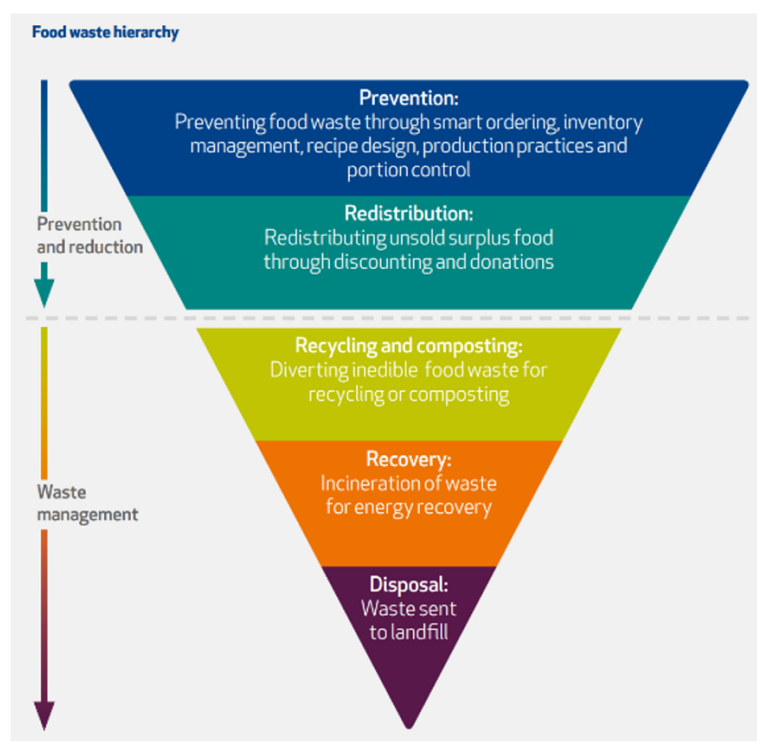 Food waste hierarchy
Prevention:
Preventing food waste through smart ordering, inventory
management, recipe design, production practices and
portion control
Redistribution:
Redistributing unsold surplus food
through discounting and donations
Prevention
and reduction
Recycling and composting:
Diverting inedible food waste for
recycling or composting
Recovery:
Incineration of waste
for energy recovery
Waste
management
Disposal:
Waste sent
to landfill